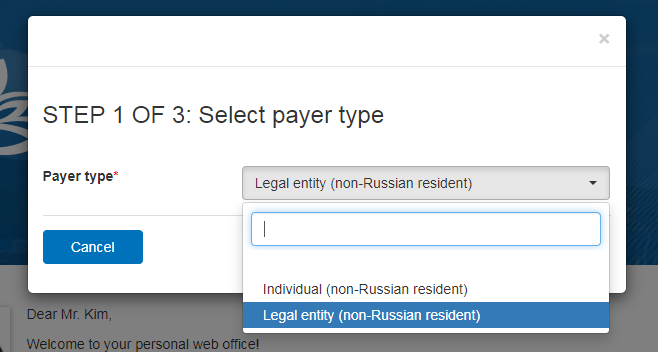 ×
STEP 1 OF 3: Select payer type
Payer type*
Legal entity (non-Russian resident)
Cancel
Individual (non-Russian resident)
Legal entity (non-Russian resident)
Dear Mr. Kim,
Welcome to your personal web office!